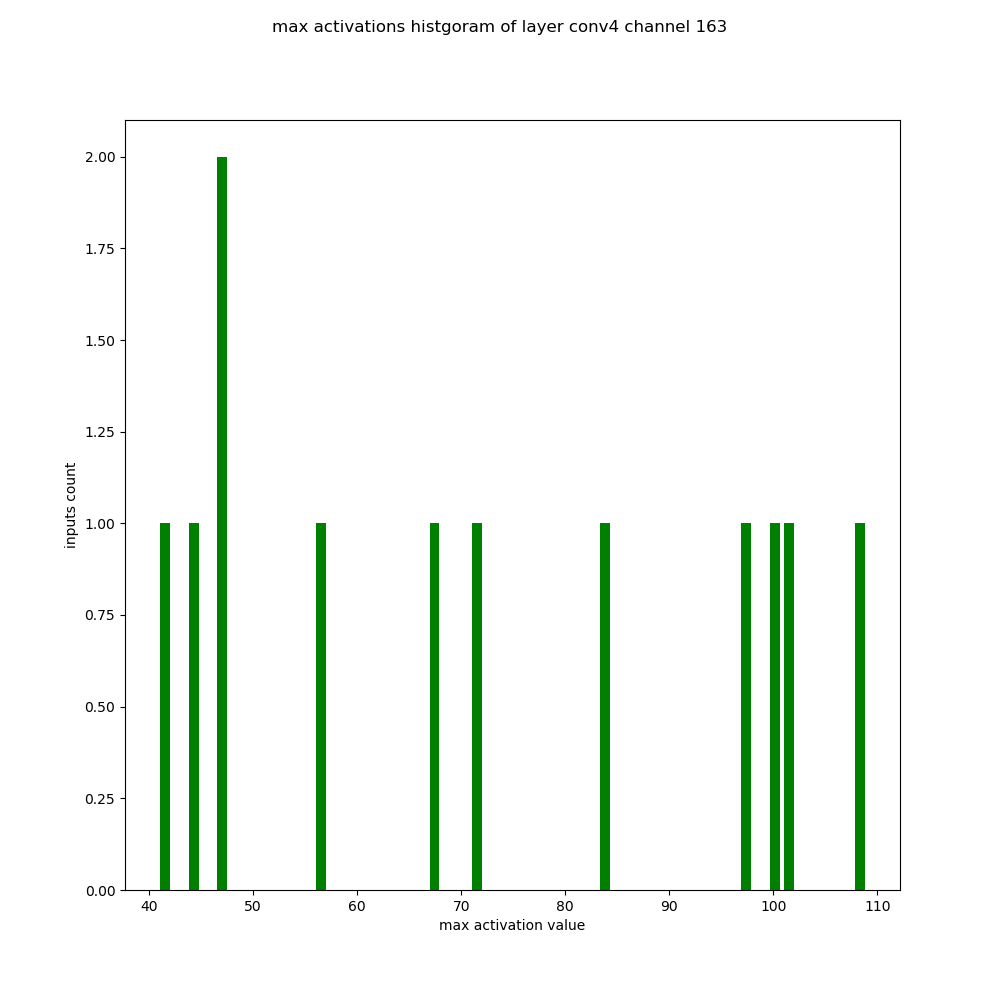 max activations histgoram of layer conv4 channel 163
2.00
1.75
1.50
1.25
1.00
0.75
0.50
0.25
0.00
inputs count
40 50 60 70 80 90 100 110
max activation value